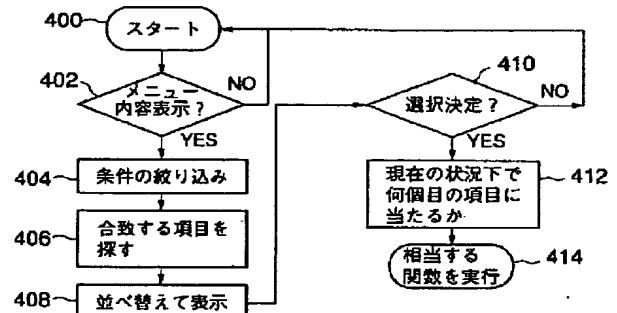 400
スタート
402
メニュー
内容表示？
NO
YES
404
条件の絞り込み
406
合致する項目を
探す
408
並べ替えて表示
410
選択決定？
NO
YES
現在の状況下で
何個目の項目に
当たるか
412
相当する
関数を実行
414